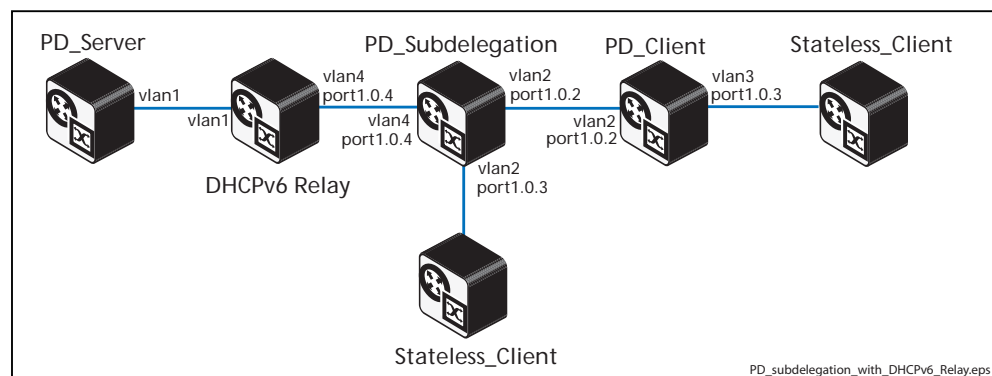 PD_Server
PD_Subdelegation
PD_Client
Stateless_Client
vlan1
vlan1
vlan4
port1.0.4
vlan4
port1.0.4
vlan2
port1.0.2
vlan2
port1.0.2
vlan3
port1.0.3
DHCPv6 Relay
vlan2
port1.0.3
Stateless_Client
PD_subdelegation_with_DHCPv6_Relay.eps